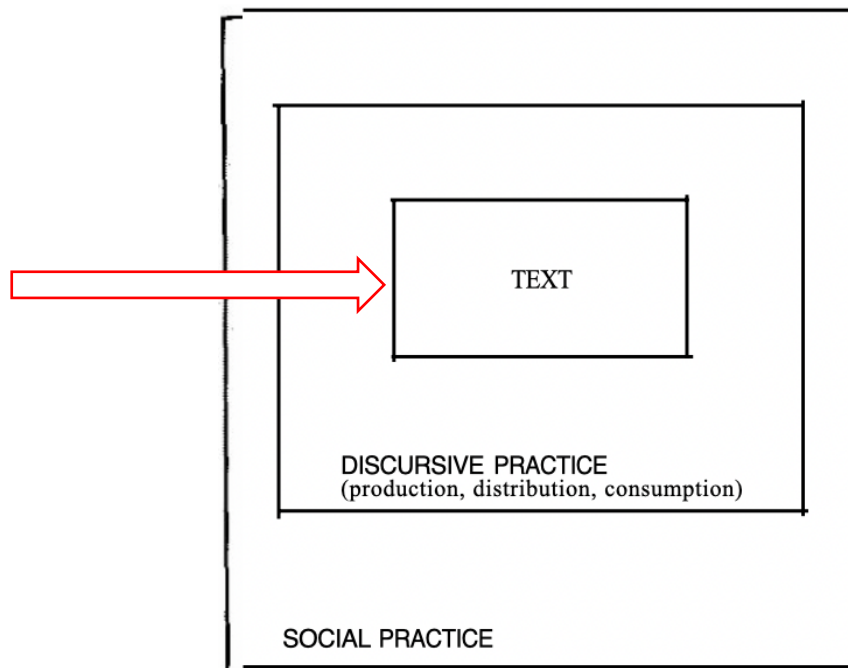 TEXT
DISCURSIVE PRACTICE
(production, distribution, consumption)
SOCIAL PRACTICE